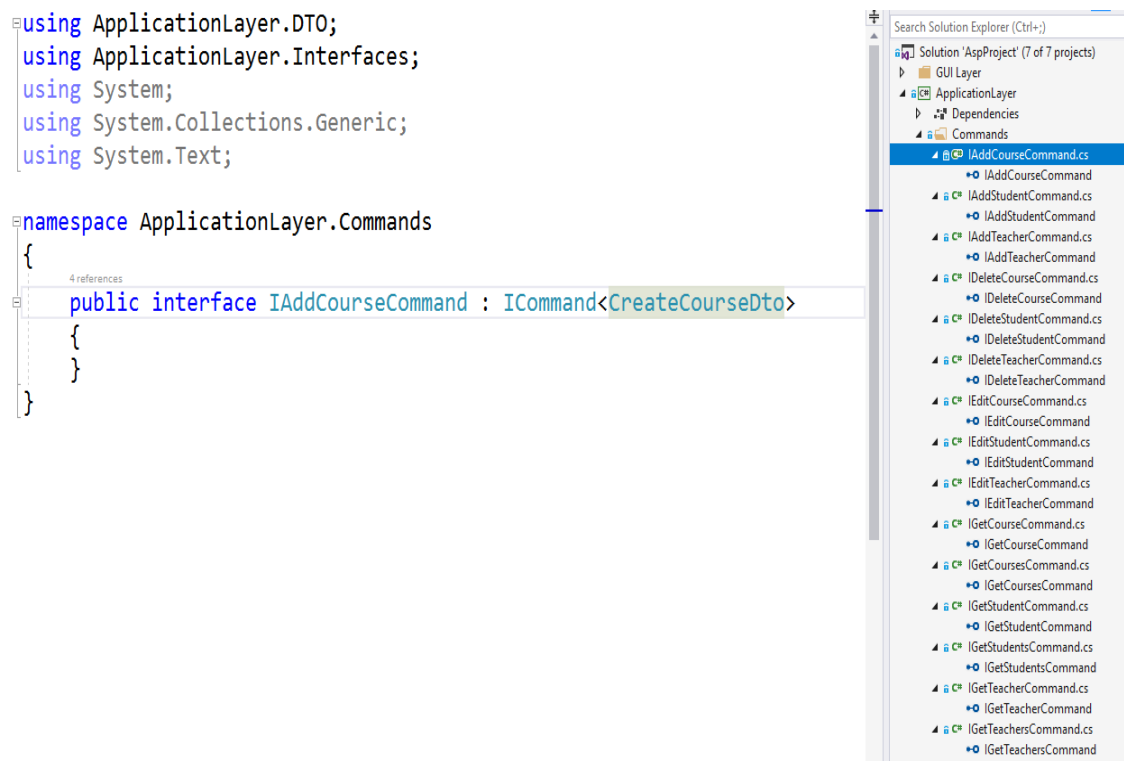 using ApplicationLayer.DTO;
using ApplicationLayer.Interfaces;
using System;
using System.Collections.Generic;
using System.Text;
namespace ApplicationLayer.Commands
{
4 references
public interface IAddCourseCommand : ICommand<CreateCourseDto>
{
}
}
Search Solution Explorer (Ctrl+;)
Solution 'AspProject' (7 of 7 projects)
GUI Layer
C# ApplicationLayer
Dependencies
Commands
C# IAddCourseCommand.cs
IAddCourseCommand
C# IAddStudentCommand.cs
IAddStudentCommand
C# IAddTeacherCommand.cs
IAddTeacherCommand
C# IDeleteCourseCommand.cs
IDeleteCourseCommand
C# IDeleteStudentCommand.cs
IDeleteStudentCommand
C# IDeleteTeacherCommand.cs
IDeleteTeacherCommand
C# IEditCourseCommand.cs
IEditCourseCommand
C# IEditStudentCommand.cs
IEditStudentCommand
C# IEditTeacherCommand.cs
IEditTeacherCommand
C# IGetCourseCommand.cs
IGetCourseCommand
C# IGetCoursesCommand.cs
IGetCoursesCommand
C# IGetStudentCommand.cs
IGetStudentCommand
C# IGetStudentsCommand.cs
IGetStudentsCommand
C# IGetTeacherCommand.cs
IGetTeacherCommand
C# IGetTeachersCommand.cs
IGetTeachersCommand